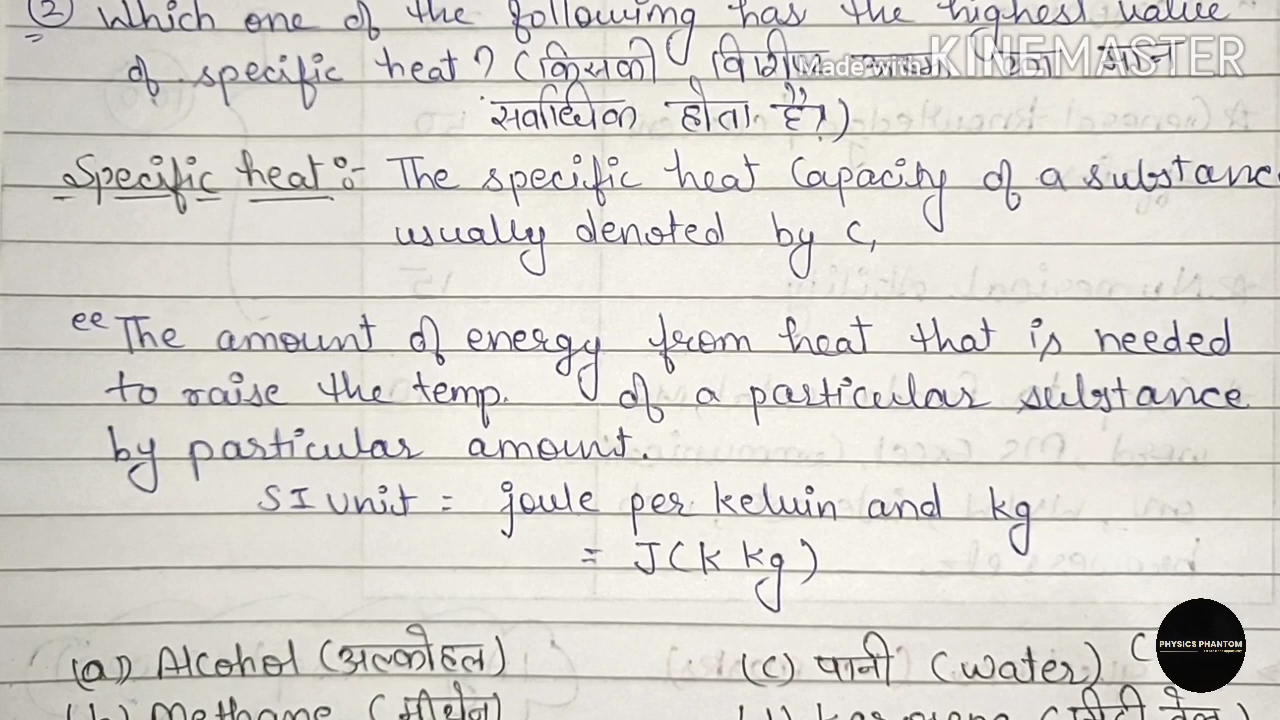 ② Which one of the following has the highest value
of specific heat? (किसकी
Made with KINEMASTER
सर्वाधिक होता है?)
Specific heat:- The specific heat Capacity of a substanc
usually denoted by c,
"The amount of energy from heat that is needed
to raise the temp. of a particular substance
by particular amount.
SI Unit = joule per kelvin and kg
= J(K kg)
(a) Alcohol (अल्कोहल)
(c) पानी (water) (
PHYSICS PHANTOM
(b) Methane (मीथेन)